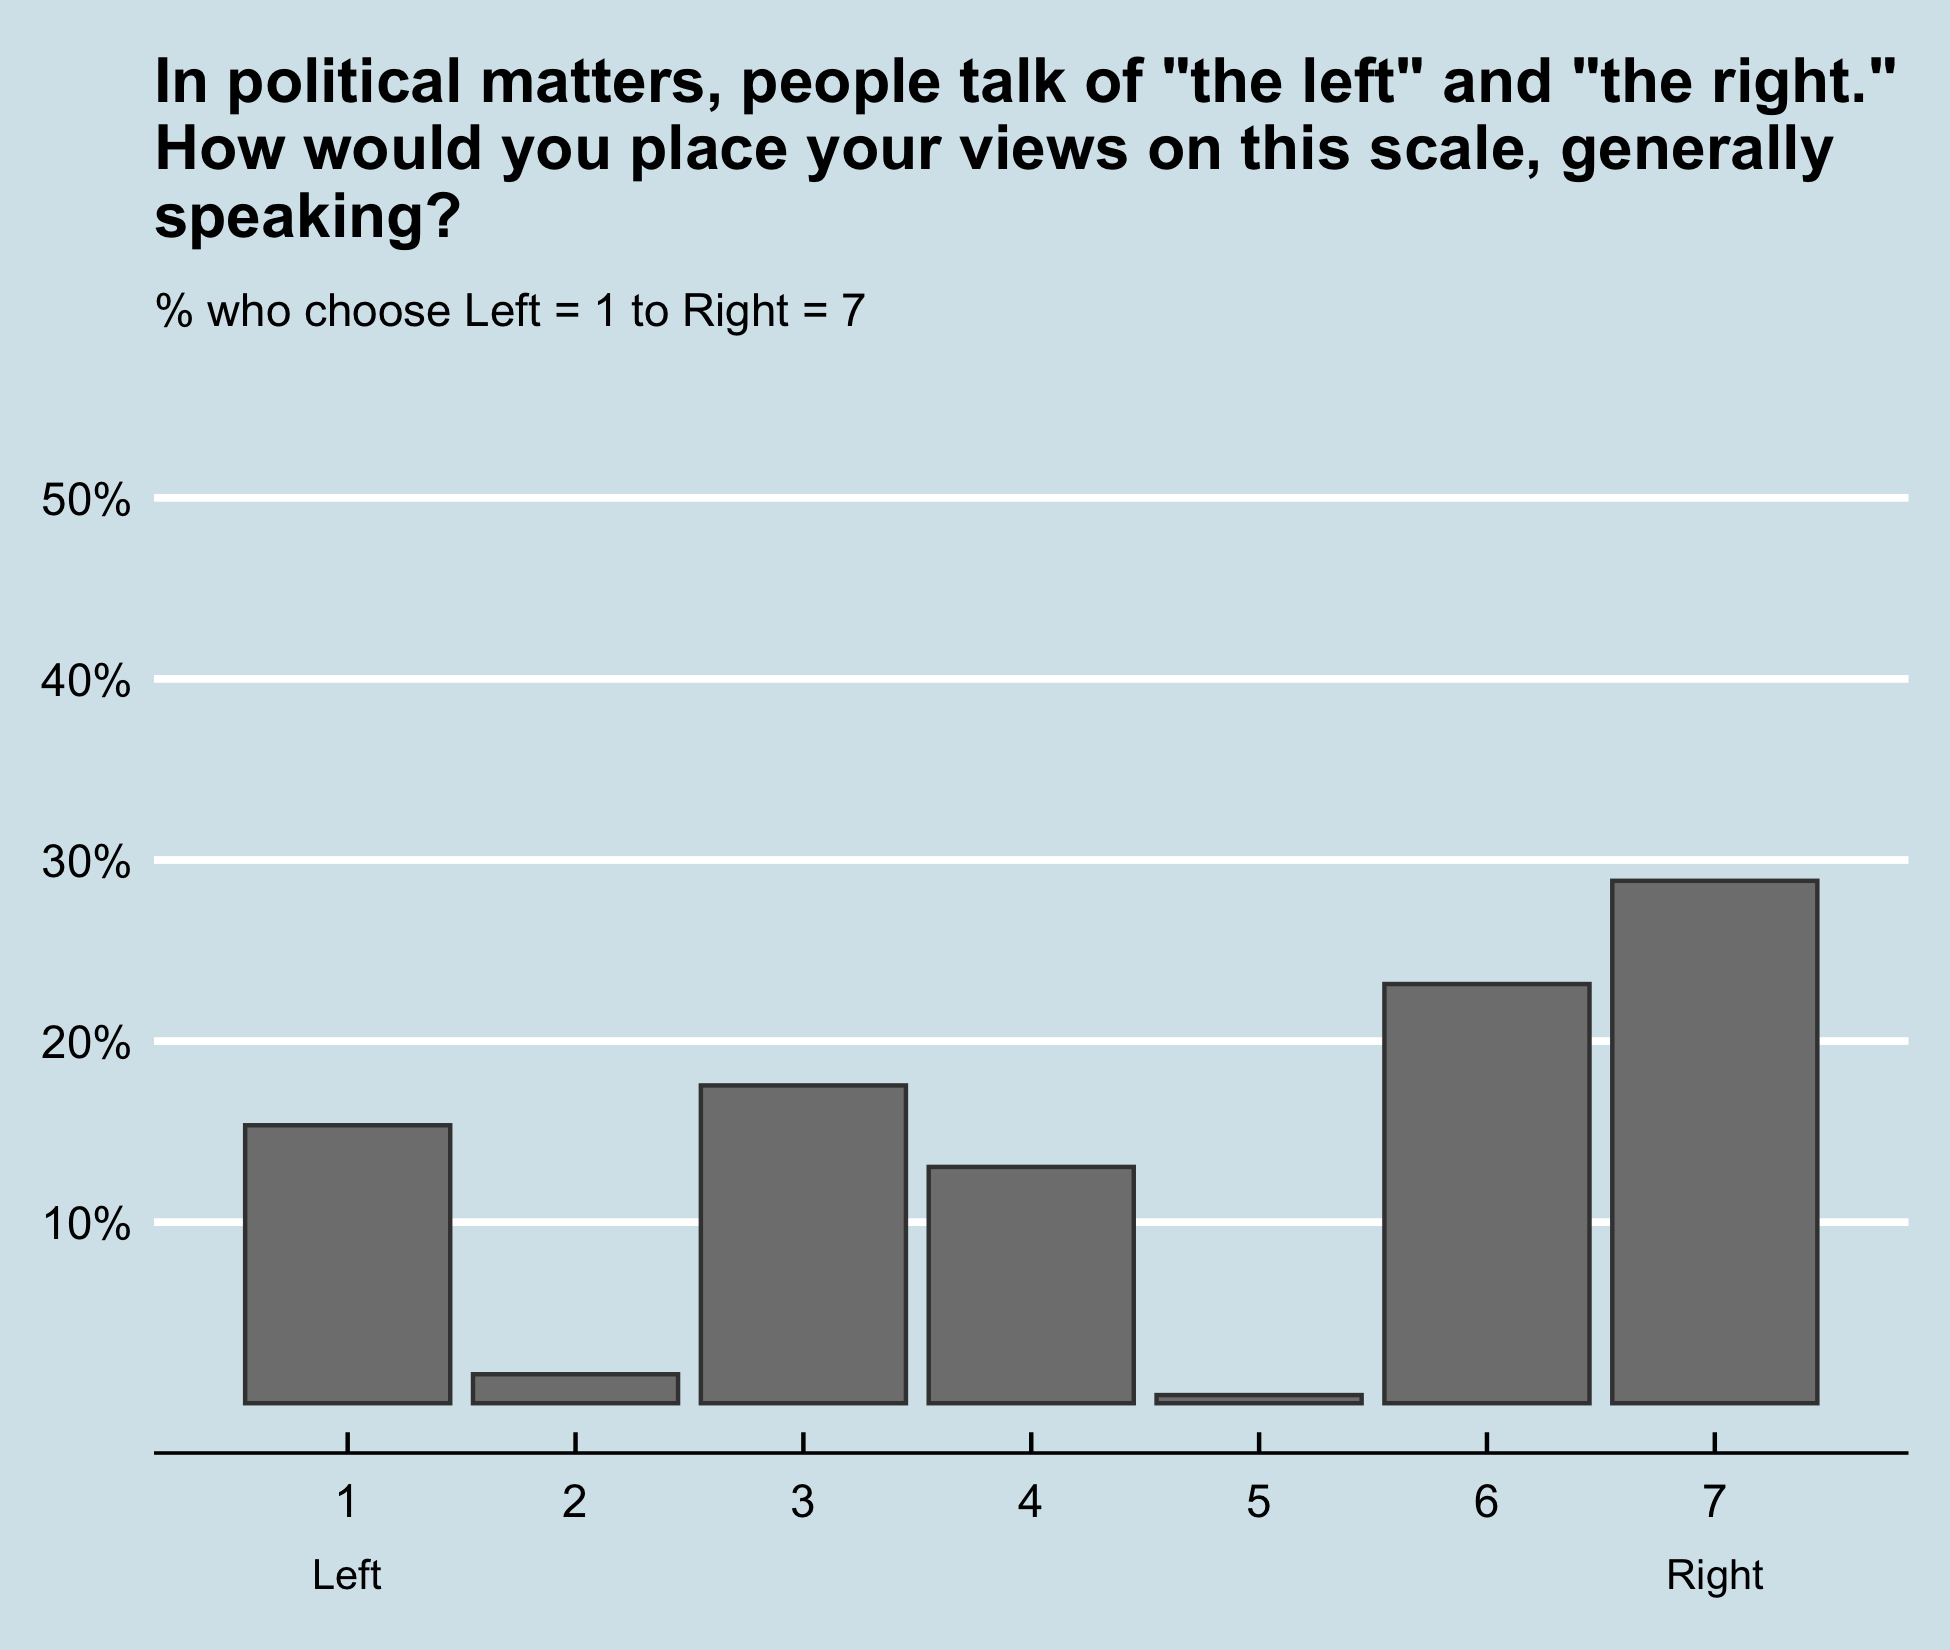 In political matters, people talk of "the left" and "the right."
How would you place your views on this scale, generally
speaking?
% who choose Left = 1 to Right = 7
50%
40%
30%
20%
10%
1 2 3 4 5 6 7
Left Right